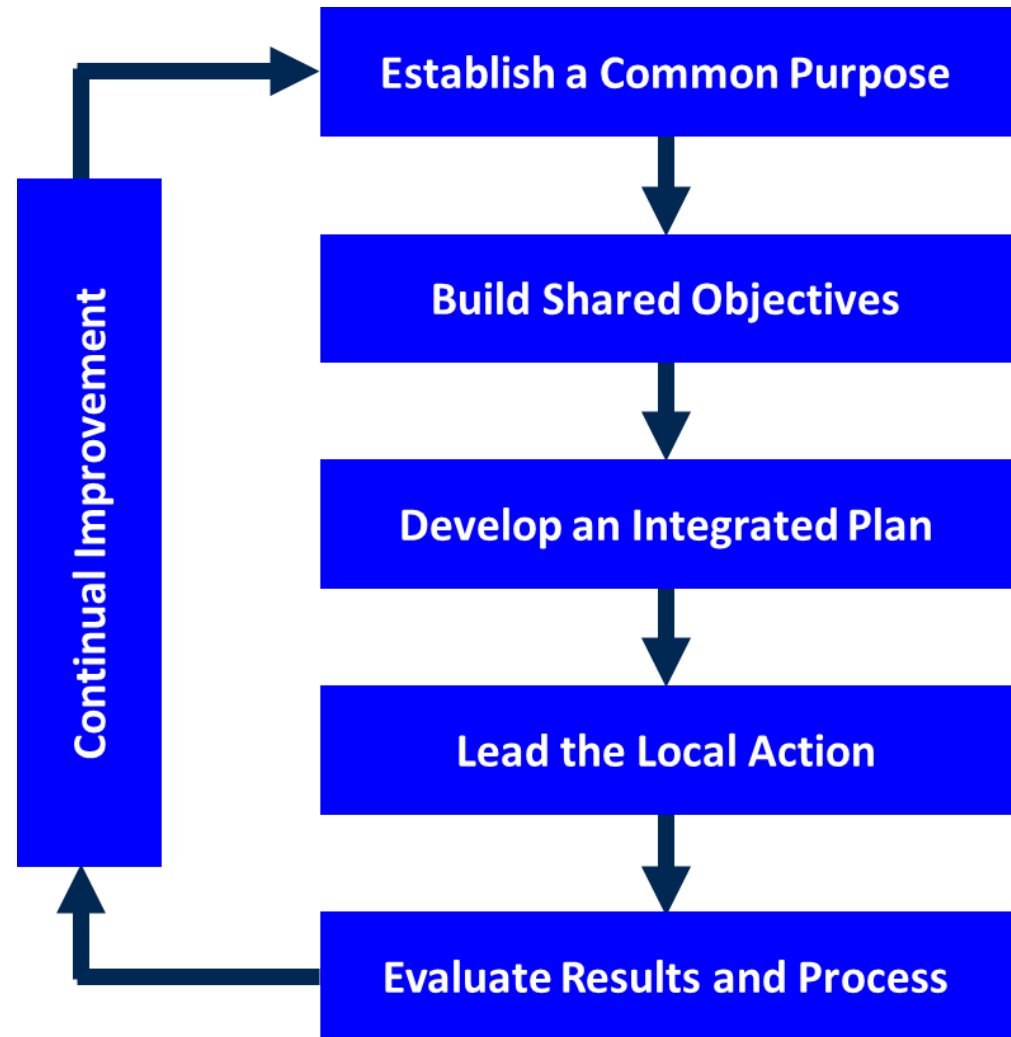 Establish a Common Purpose
Build Shared Objectives
Develop an Integrated Plan
Lead the Local Action
Evaluate Results and Process
Continual Improvement